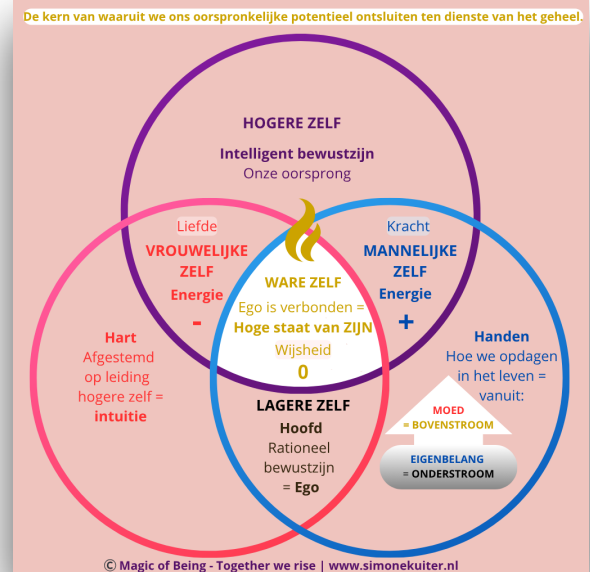 De kern van waaruit we ons oorspronkelijke potentieel ontsluiten ten dienste van het geheel.
HOGERE ZELF
Intelligent bewustzijn
Onze oorsprong
Liefde
VROUWELIJKE
ZELF
Energie
-
Kracht
MANNELIJKE
ZELF
Energie
+
WARE ZELF
Ego is verbonden =
Hoge staat van ZIJN
Wijsheid
0
Hart
Afgestemd
op leiding
hogere zelf =
intuitie
LAGERE ZELF
Hoofd
Rationeel
bewustzijn
= Ego
Handen
Hoe we opdagen
in het leven =
vanuit:
MOED
= BOVENSTROOM
EIGENBELANG
= ONDERSTROOM
© Magic of Being - Together we rise | www.simonekuiter.nl